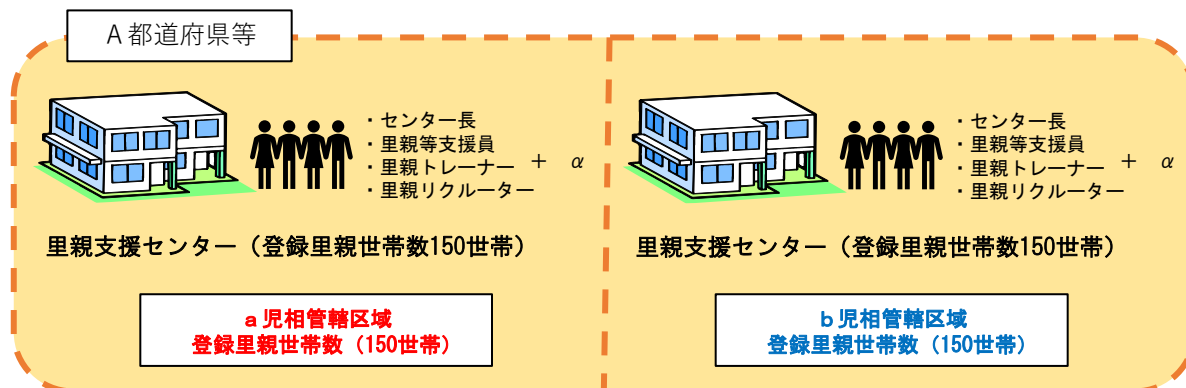 A都道府県等
・センター長
・里親等支援員
・里親トレーナー
・里親リクルーター
＋ α
里親支援センター（登録里親世帯数150世帯）
a児相管轄区域
登録里親世帯数（150世帯）
・センター長
・里親等支援員
・里親トレーナー
・里親リクルーター
＋ α
里親支援センター（登録里親世帯数150世帯）
b児相管轄区域
登録里親世帯数（150世帯）